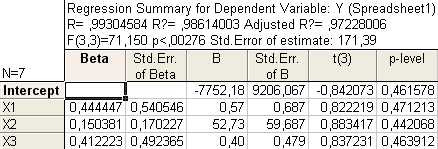 Regression Summary for Dependent Variable: Y (Spreadsheet1)
R= ,99304584 R?= ,98614003 Adjusted R?= ,97228006
F(3,3)=71,150 p<,00276 Std.Error of estimate: 171,39
N=7 Beta Std.Err. of Beta B Std.Err. of B t(3) p-level
Intercept -7752,18 9206,067 -0,842073 0,461578
X1 0,444447 0,540546 0,57 0,687 0,822219 0,471213
X2 0,150381 0,170227 52,73 59,687 0,883417 0,442068
X3 0,412223 0,492365 0,40 0,479 0,837231 0,463912